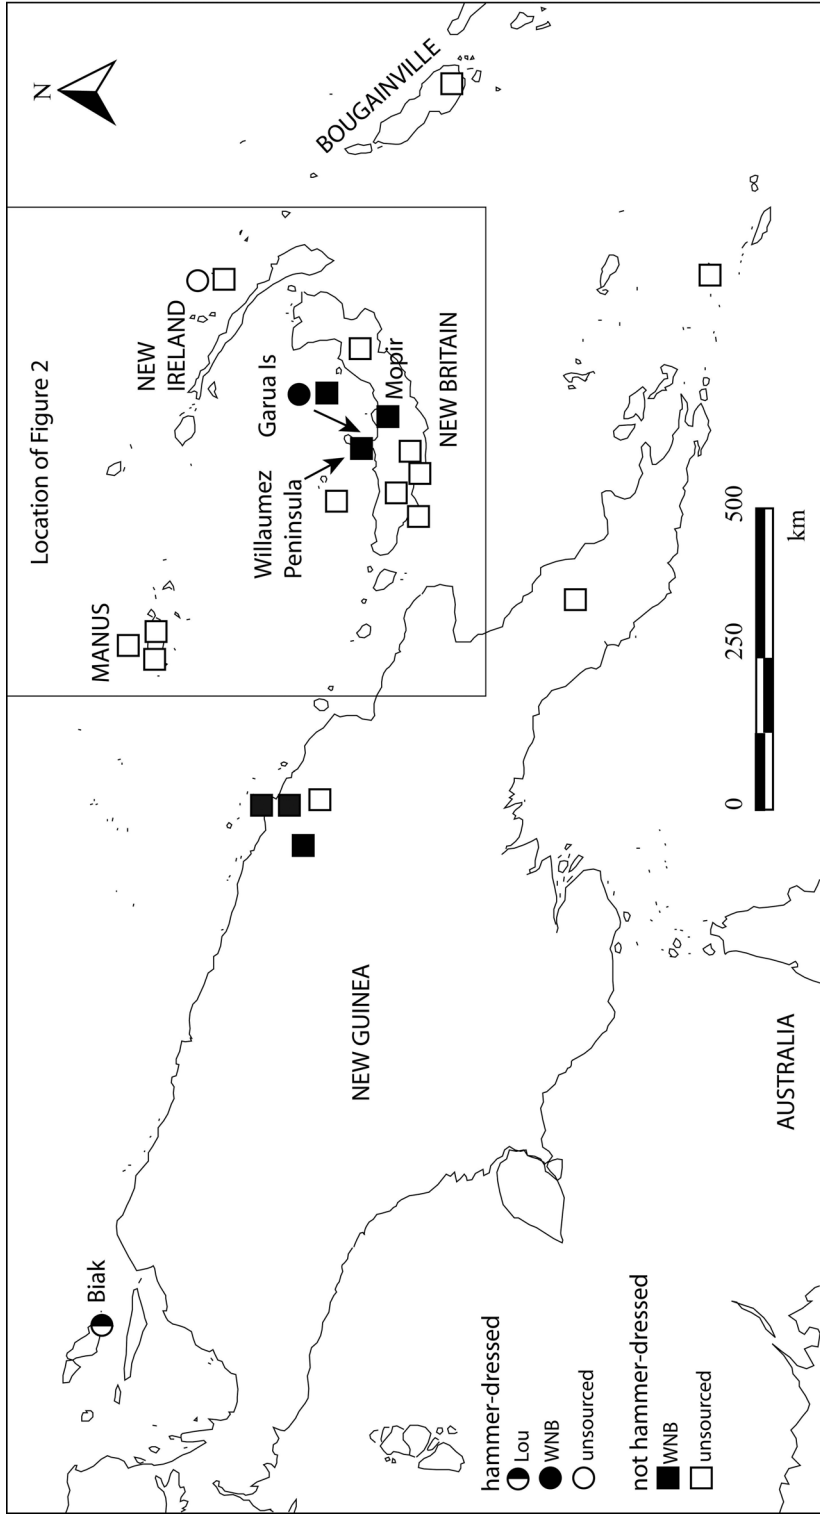 N
BOUGAINVILLE
Location of Figure 2
NEW
IRELAND
MANUS
Garua Is
Willaumez
Peninsula
Mopir
NEW BRITAIN
Biak
NEW GUINEA
AUSTRALIA
0
250
500
km
hammer-dressed
Lou
WNB
unsourced
not hammer-dressed
WNB
unsourced